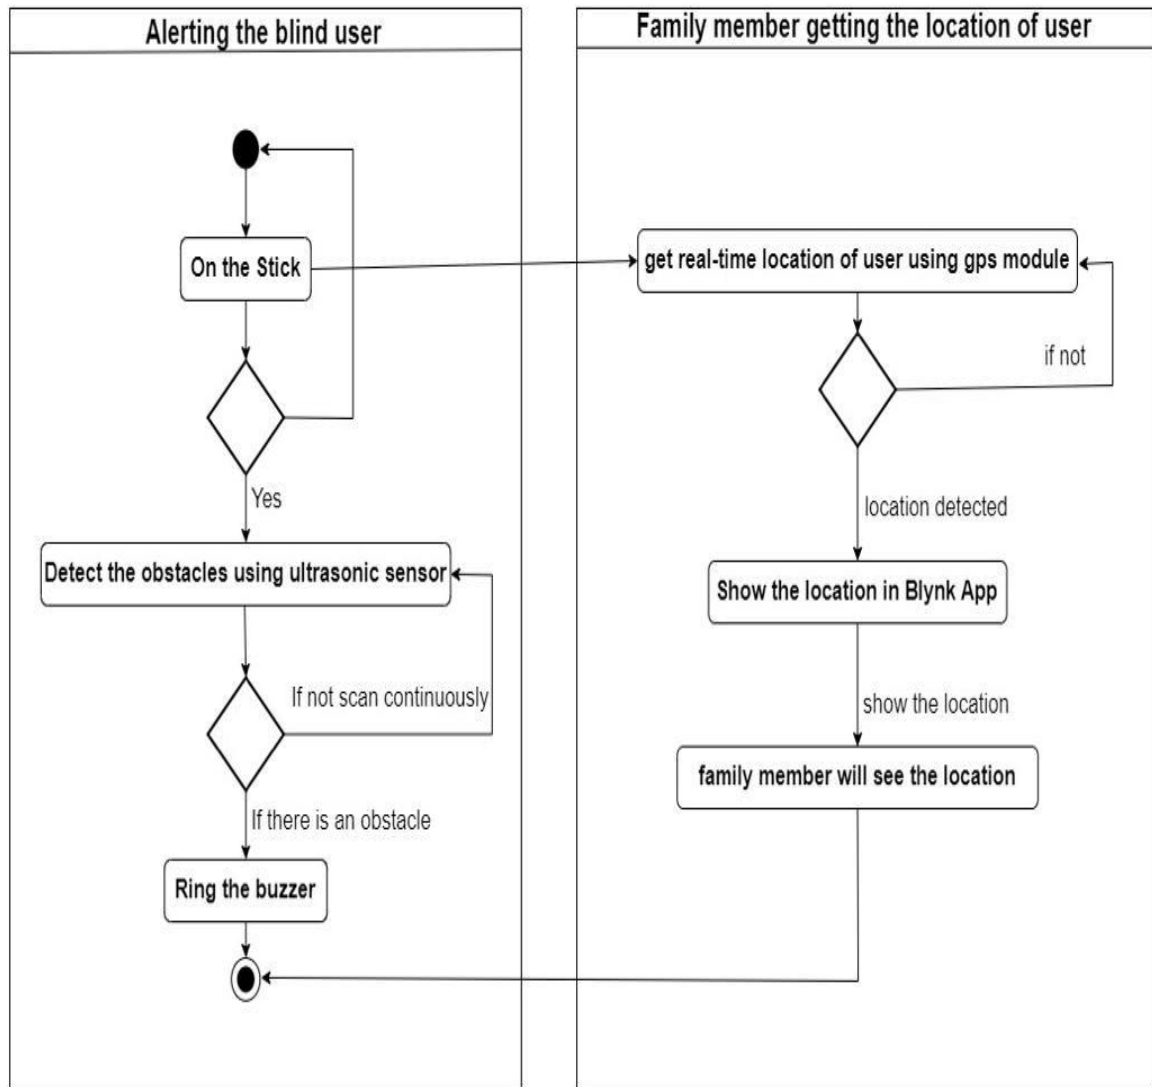 Alerting the blind user
Family member getting the location of user
On the Stick
get real-time location of user using gps module
if not
Yes
location detected
Detect the obstacles using ultrasonic sensor
Show the location in Blynk App
If not scan continuously
show the location
family member will see the location
If there is an obstacle
Ring the buzzer